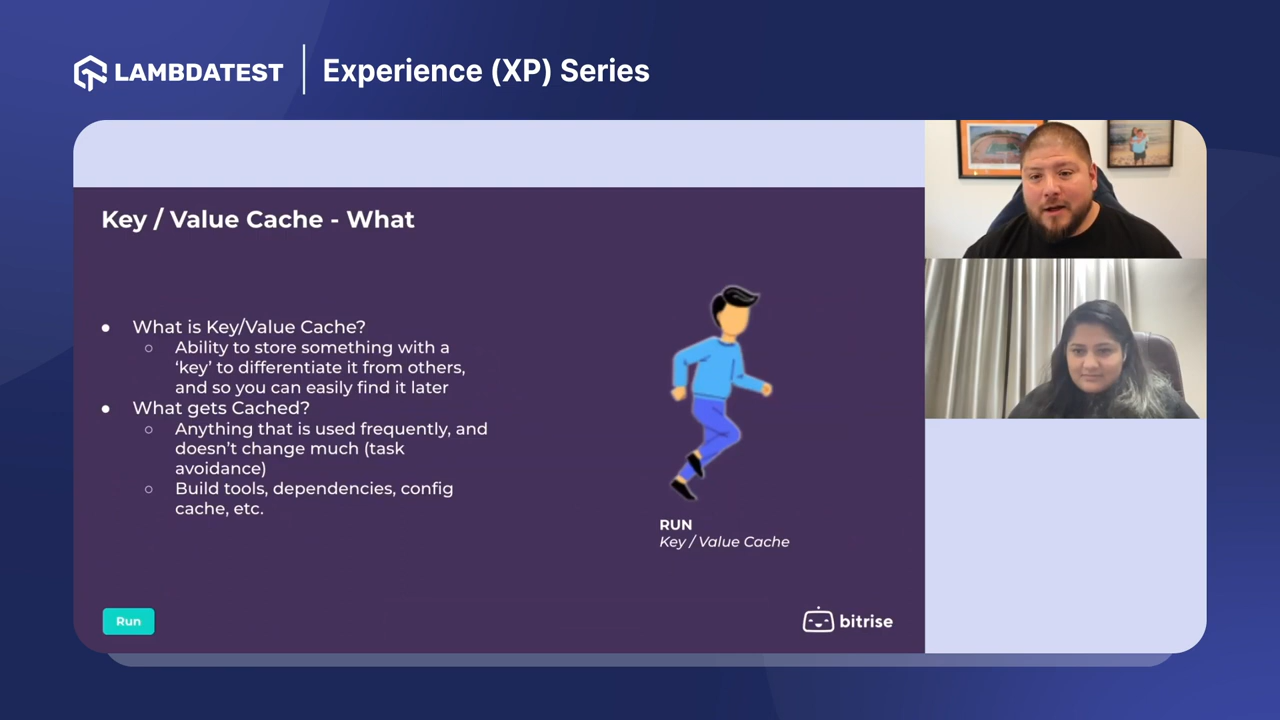 LAMBDATEST
Experience (XP) Series
Key / Value Cache - What
● What is Key/Value Cache?
○ Ability to store something with a
‘key’ to differentiate it from others,
and so you can easily find it later
● What gets Cached?
○ Anything that is used frequently, and
doesn’t change much (task
avoidance)
○ Build tools, dependencies, config
cache, etc.
RUN
Key / Value Cache
Run
bitrise